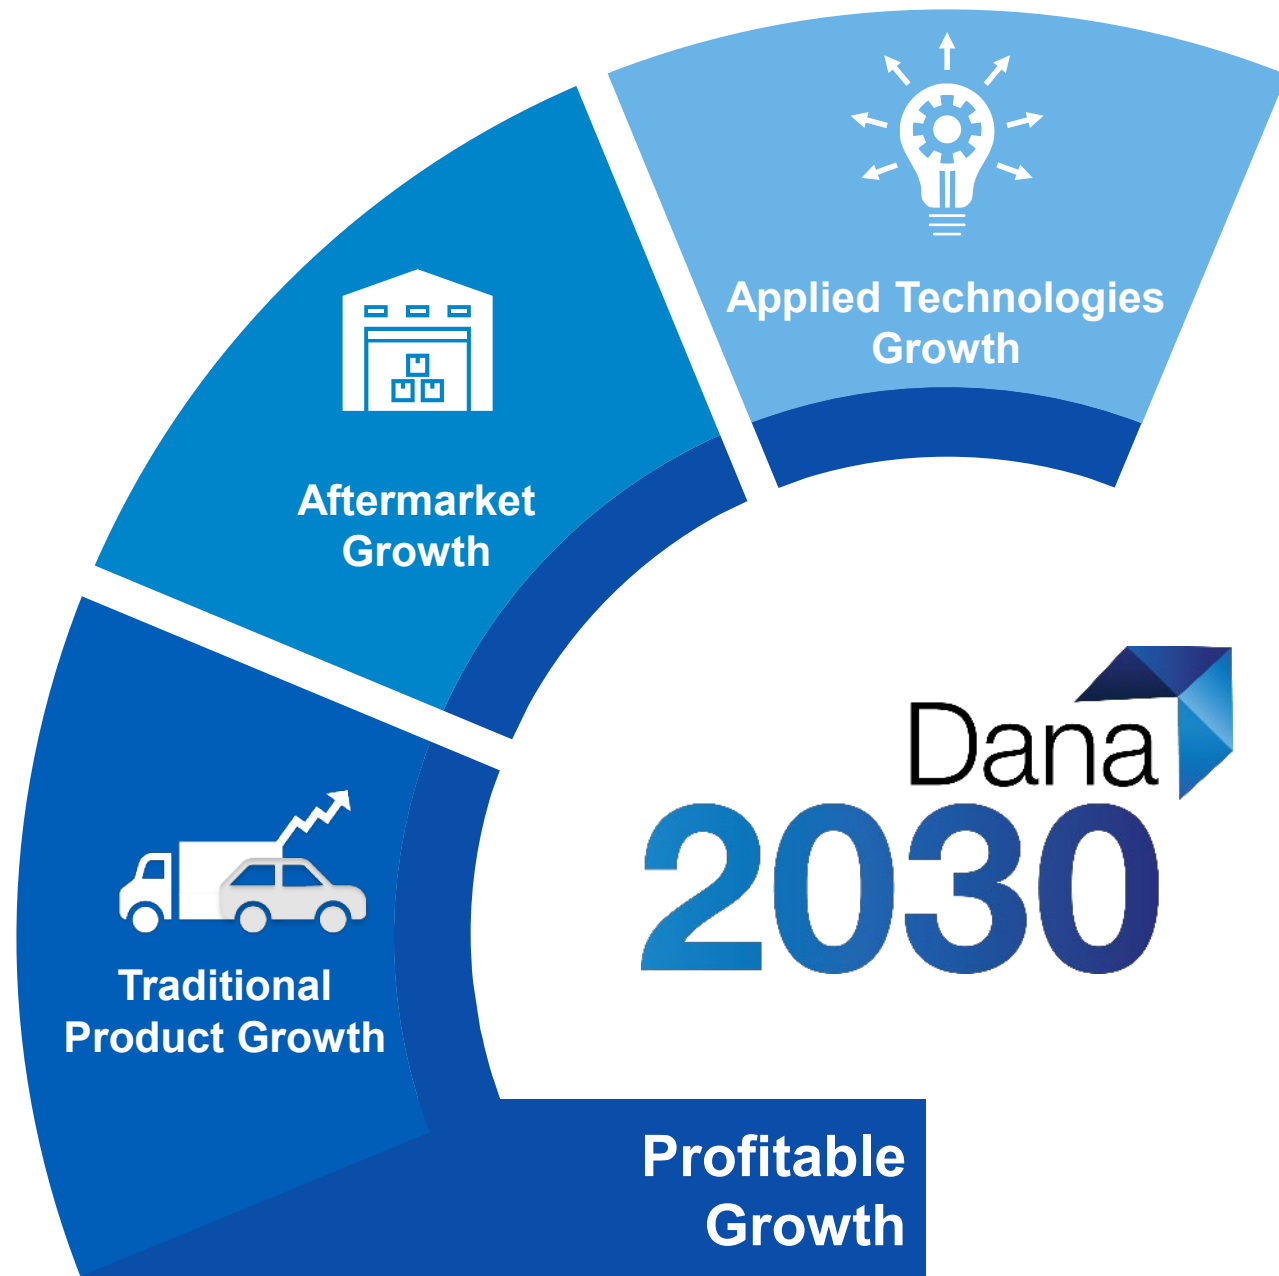 Applied Technologies
Growth
Aftermarket
Growth
Traditional
Product Growth
Dana
2030
Profitable
Growth